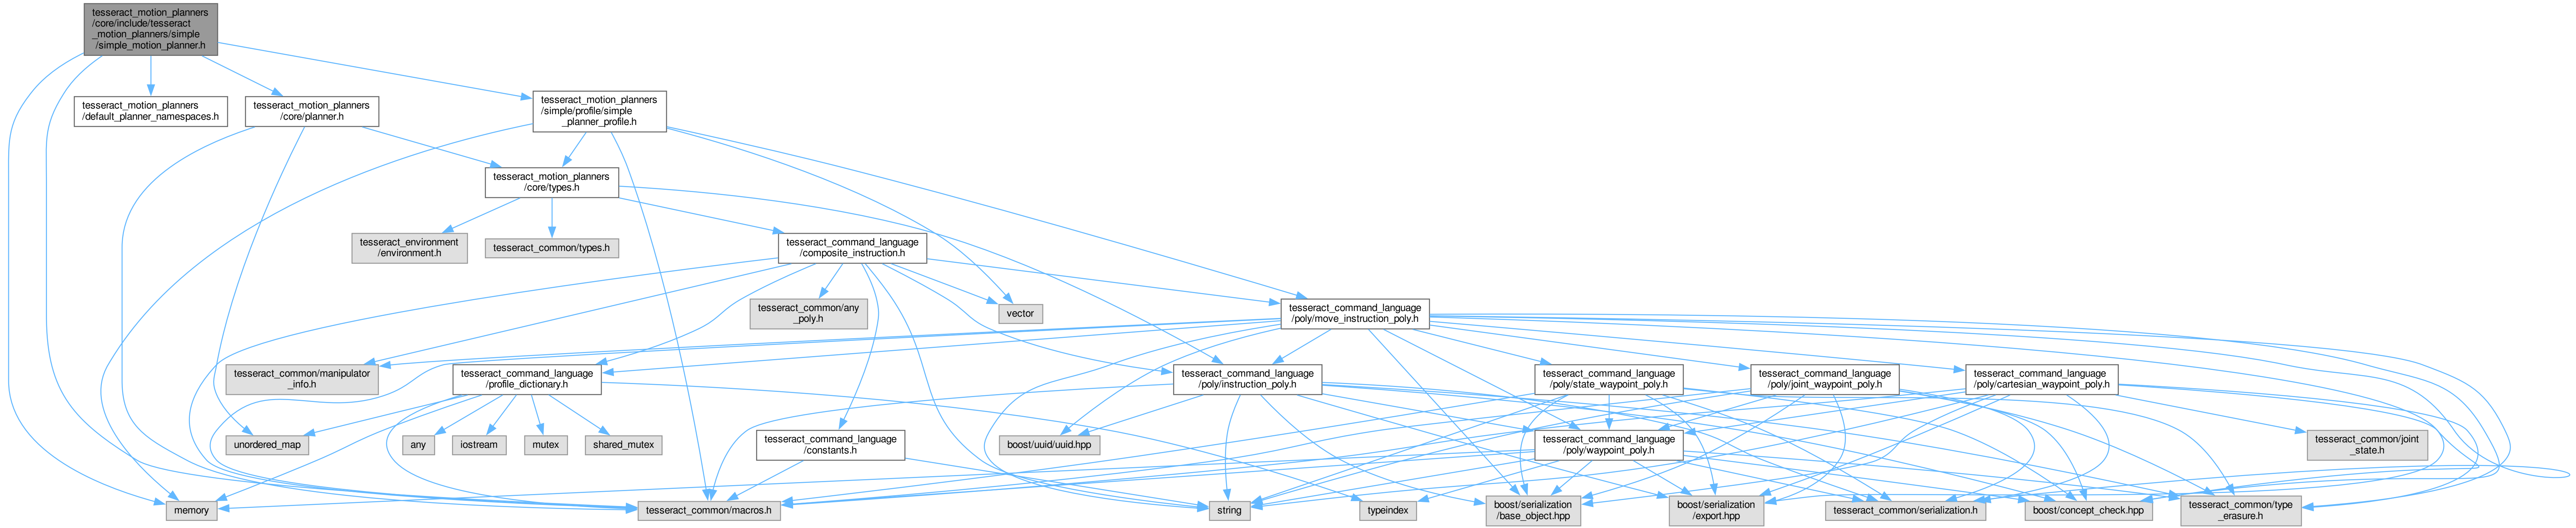 tesseract_motion_planners
/core/include/tesseract
_motion_planners/simple
/simple_motion_planner.h
tesseract_motion_planners
/default_planner_namespaces.h
tesseract_motion_planners
/core/planner.h
tesseract_motion_planners
/simple/profile/simple
_planner_profile.h
tesseract_motion_planners
/core/types.h
tesseract_environment
/environment.h
tesseract_common/types.h
tesseract_command_language
/composite_instruction.h
tesseract_common/any
_poly.h
vector
tesseract_command_language
/poly/move_instruction_poly.h
tesseract_common/manipulator
_info.h
tesseract_command_language
/profile_dictionary.h
tesseract_command_language
/poly/instruction_poly.h
tesseract_command_language
/poly/state_waypoint_poly.h
tesseract_command_language
/poly/joint_waypoint_poly.h
tesseract_command_language
/poly/cartesian_waypoint_poly.h
unordered_map
any
iostream
mutex
shared_mutex
tesseract_command_language
/constants.h
boost/uuid/uuid.hpp
tesseract_command_language
/poly/waypoint_poly.h
tesseract_common/joint
_state.h
memory
tesseract_common/macros.h
string
typeindex
boost/serialization
/base_object.hpp
boost/serialization
/export.hpp
tesseract_common/serialization.h
boost/concept_check.hpp
tesseract_common/type
_erasure.h